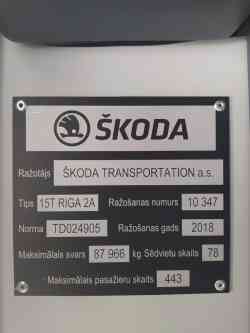 ŠKODA
Ražotājs ŠKODA TRANSPORTATION a.s.
Tips 15T RIGA 2A Ražošanas numurs 10 347
Norma TD024905 Ražošanas gads 2018
Maksimālais svars 87 966 kg Sēdvietu skaits 78
Maksimālais pasažieru skaits 443